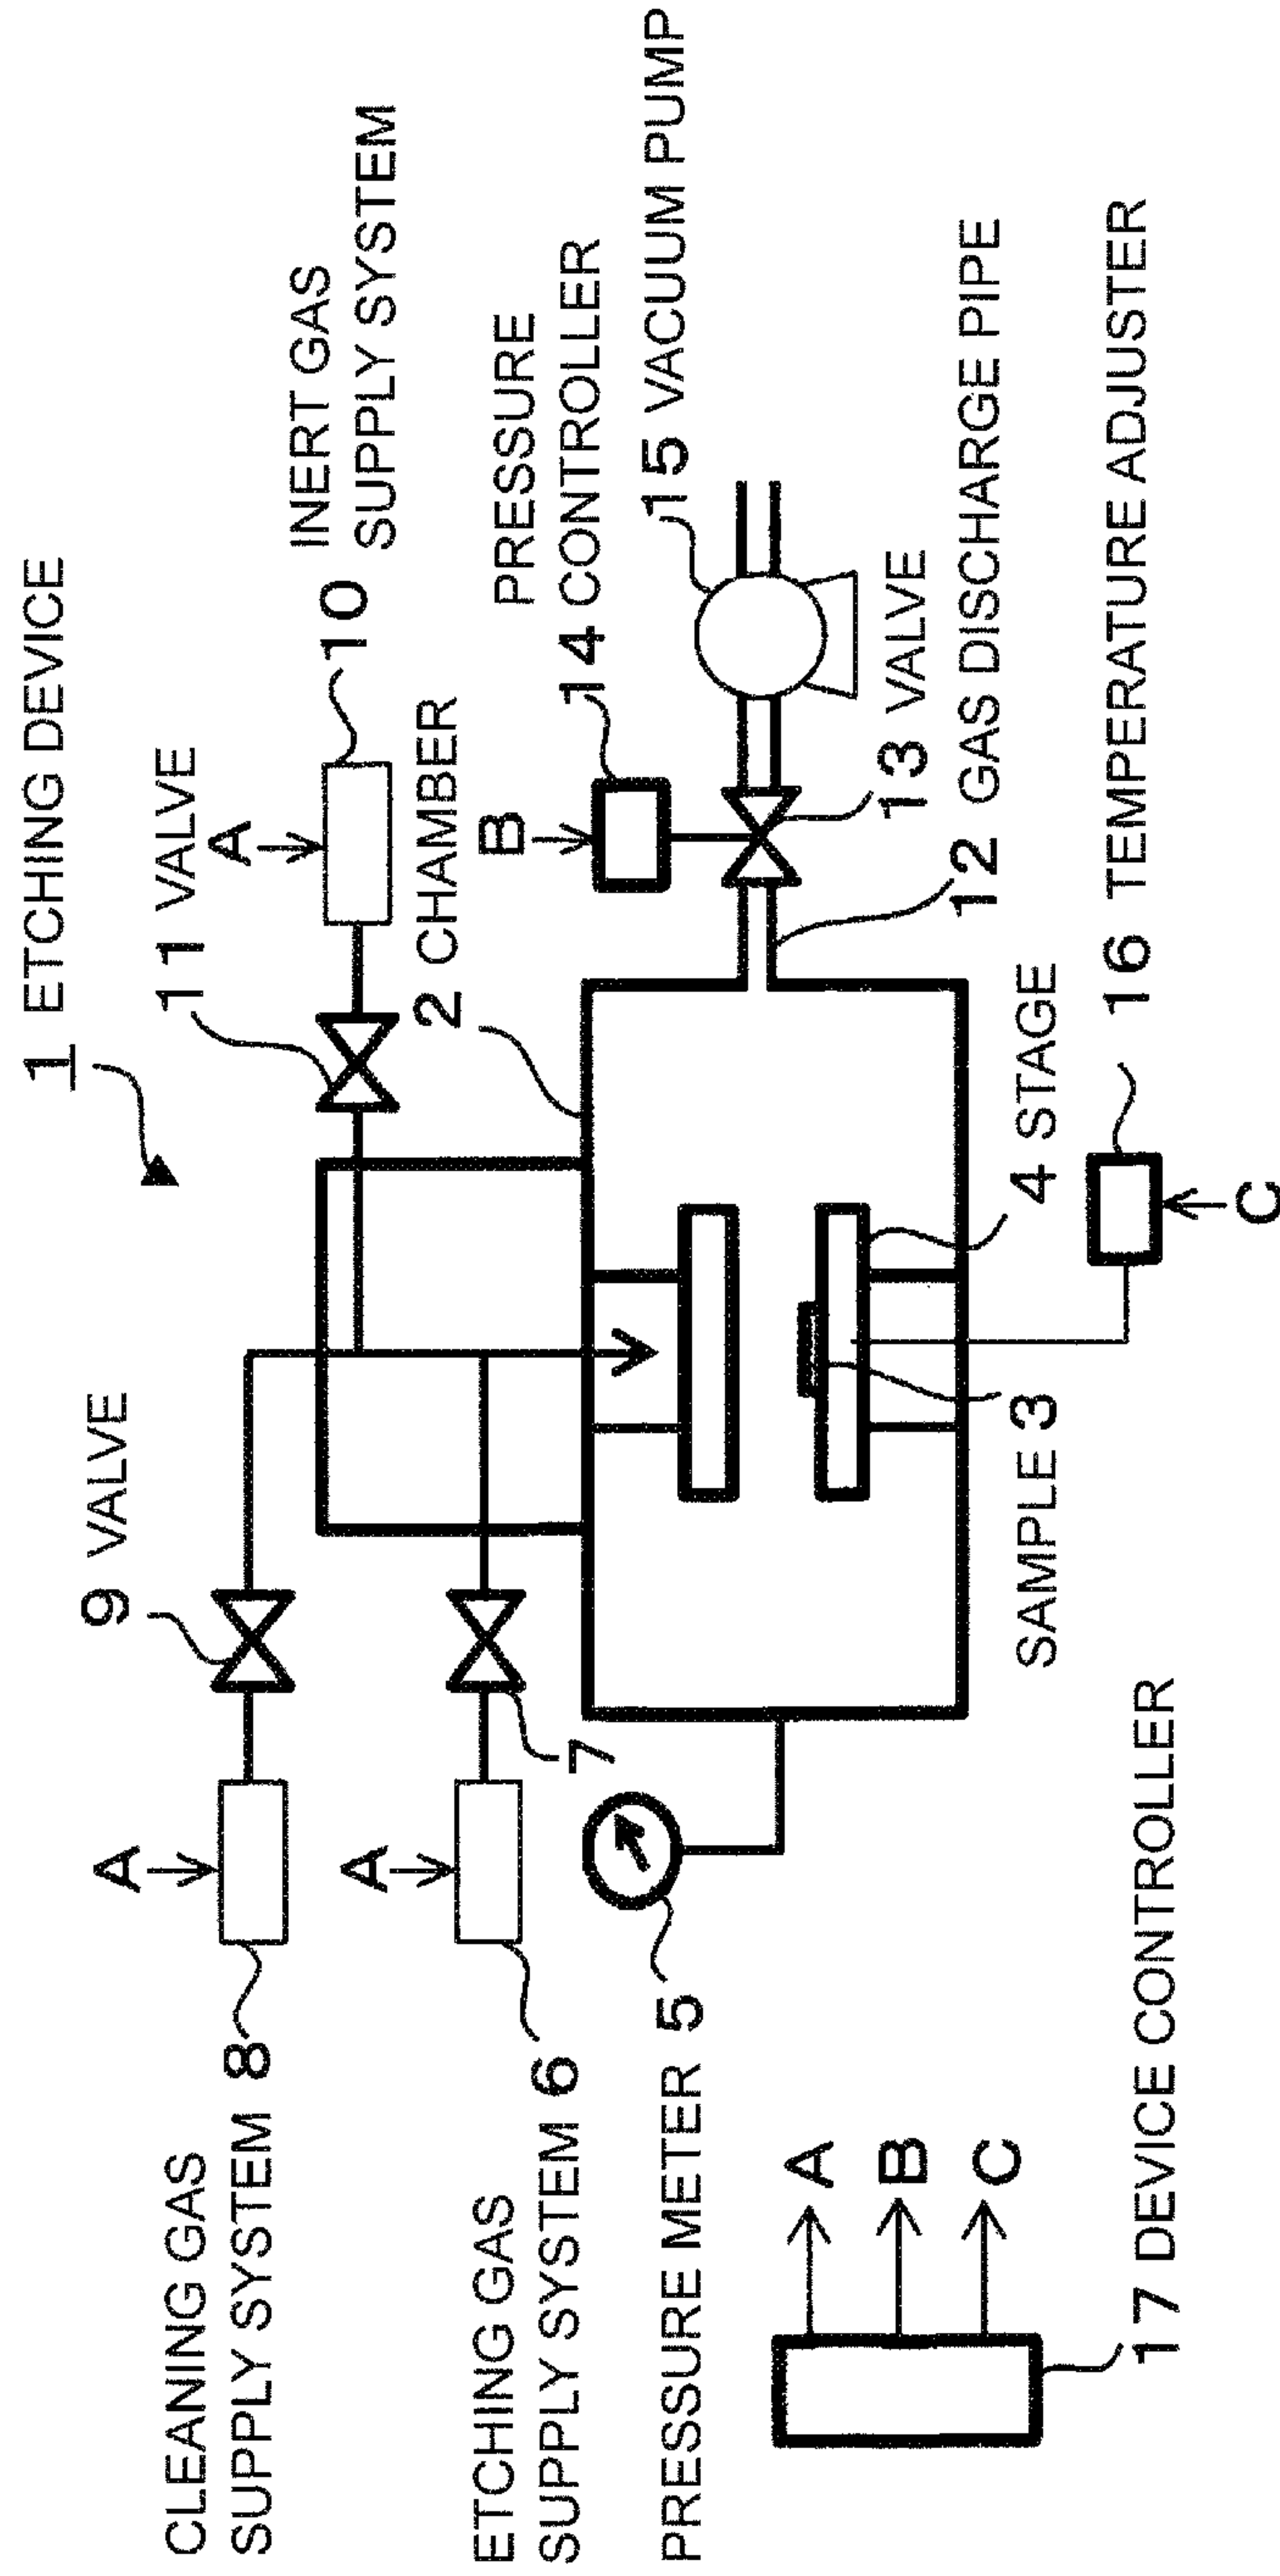 1 ETCHING DEVICE
9 VALVE
11 VALVE
A
A
CLEANING GAS
SUPPLY SYSTEM 8
10 INERT GAS
SUPPLY SYSTEM
A
2 CHAMBER
ETCHING GAS
SUPPLY SYSTEM 6
7
B
PRESSURE
14 CONTROLLER
15 VACUUM PUMP
PRESSURE METER 5
13 VALVE
12 GAS DISCHARGE PIPE
SAMPLE 3
4 STAGE
16 TEMPERATURE ADJUSTER
C
A
B
C
17 DEVICE CONTROLLER